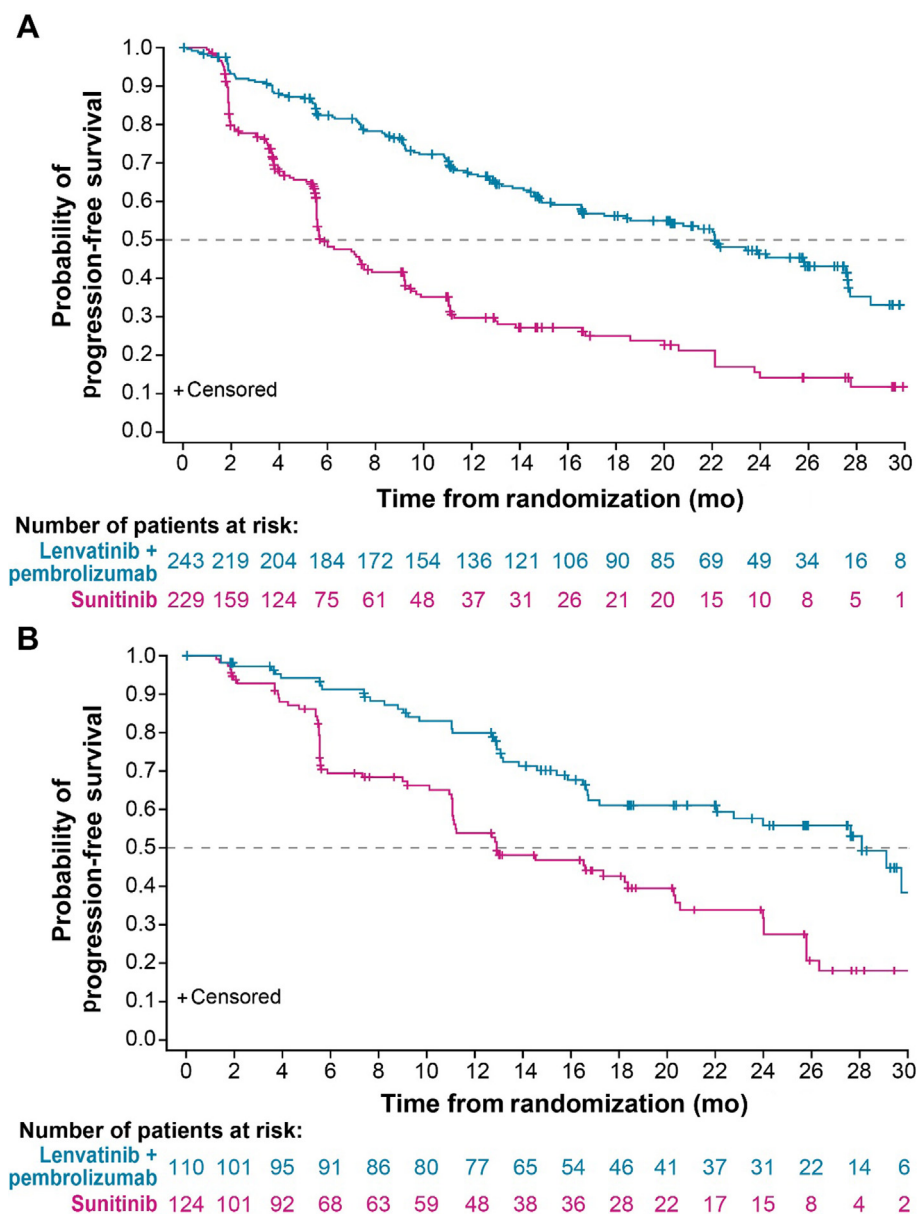 A
Probability of
progression-free survival
1.0
0.9
0.8
0.7
0.6
0.5
0.4
0.3
0.2
0.1
0.0
+ Censored
0 2 4 6 8 10 12 14 16 18 20 22 24 26 28 30
Time from randomization (mo)
Number of patients at risk:
Lenvatinib +
pembrolizumab 243 219 204 184 172 154 136 121 106 90 85 69 49 34 16 8
Sunitinib 229 159 124 75 61 48 37 31 26 21 20 15 10 8 5 1
B
Probability of
progression-free survival
1.0
0.9
0.8
0.7
0.6
0.5
0.4
0.3
0.2
0.1
0.0
+ Censored
0 2 4 6 8 10 12 14 16 18 20 22 24 26 28 30
Time from randomization (mo)
Number of patients at risk:
Lenvatinib +
pembrolizumab 110 101 95 91 86 80 77 65 54 46 41 37 31 22 14 6
Sunitinib 124 101 92 68 63 59 48 38 36 28 22 17 15 8 4 2